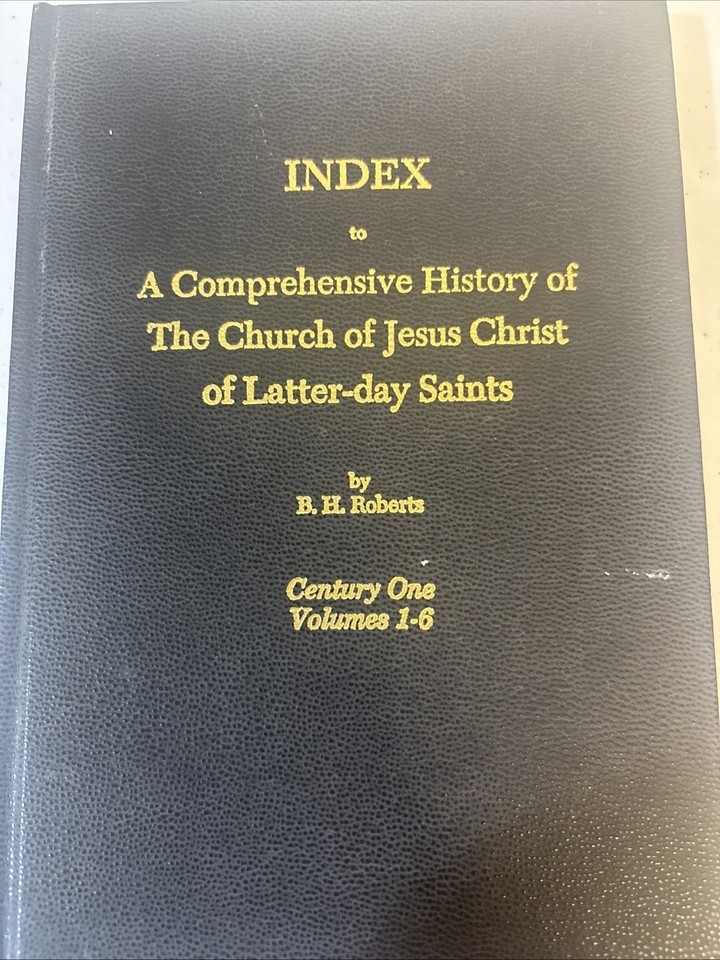 INDEX
to
A Comprehensive History of
The Church of Jesus Christ
of Latter-day Saints
by
B. H. Roberts
Century One
Volumes 1-6